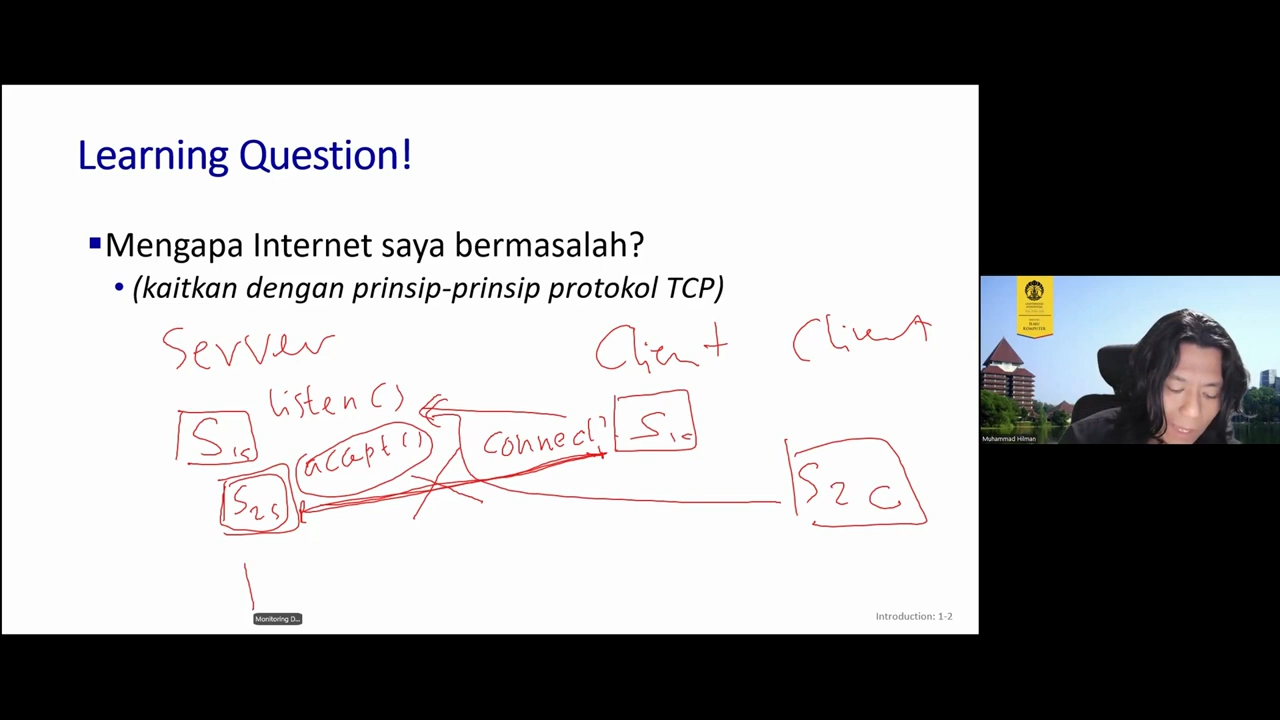 Learning Question!
▪Mengapa Internet saya bermasalah?
• (kaitkan dengan prinsip-prinsip protokol TCP)
Server Client Client
listen()
S1s acapt() connect S1c
S2s S2c
Muhammad Hilman
Monitoring D...
Introduction: 1-2